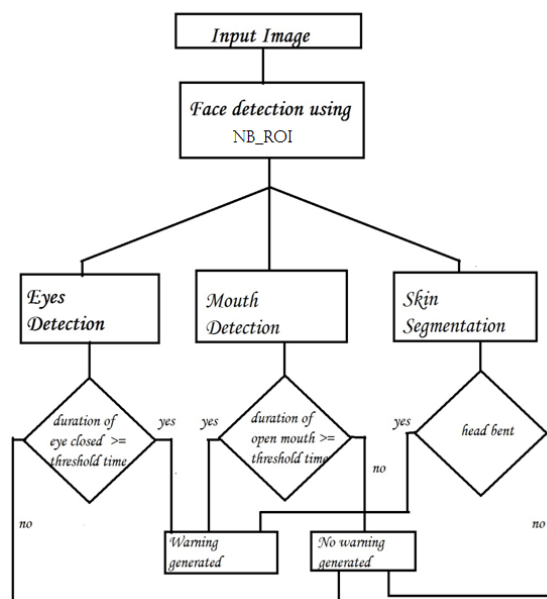 Input Image
Face detection using
NB_ROI
Eyes
Detection
Mouth
Detection
Skin
Segmentation
duration of
eye closed >=
threshold time
yes
no
yes
duration of
open mouth >=
threshold time
no
yes
head bent
no
Warning
generated
No warning
generated